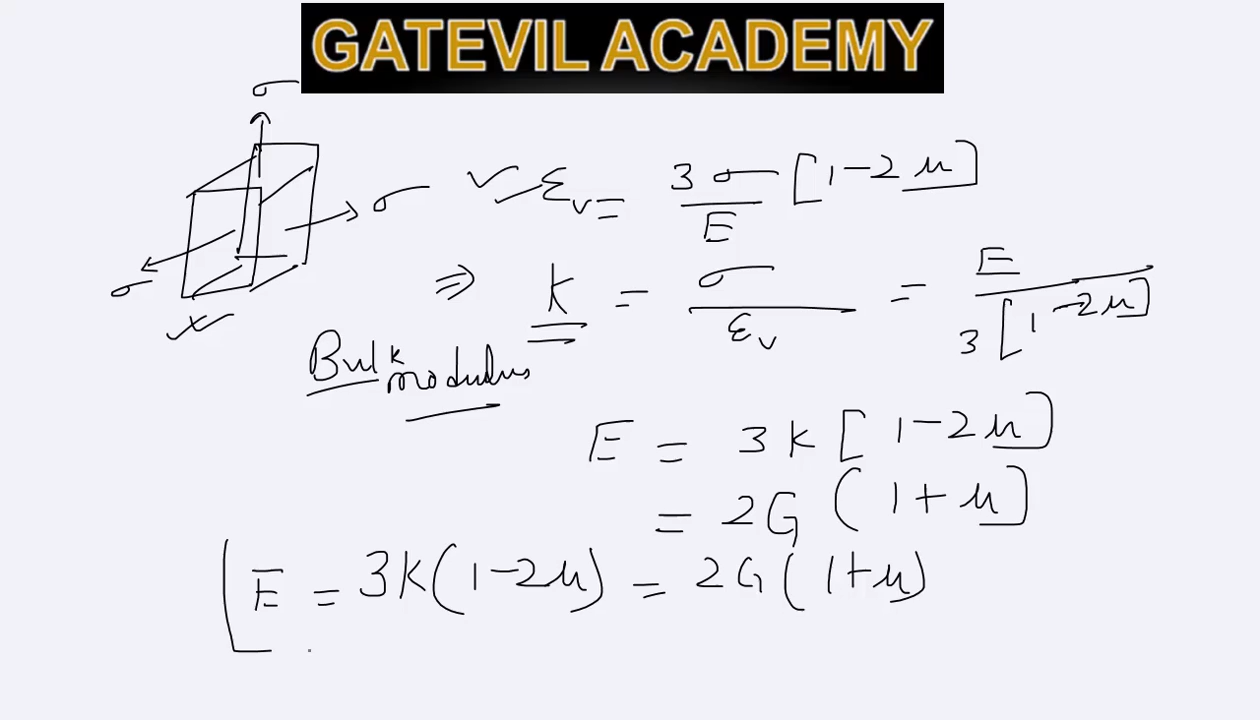 GATEVIL ACADEMY
σ
σ
σ
εv = 3σ/E [1-2μ]
⇒ k = σ/εv = E/3[1-2μ]
Bulk modulus
E = 3k[1-2μ]
= 2G(1+μ]
E = 3K(1-2μ) = 2G(1+μ)